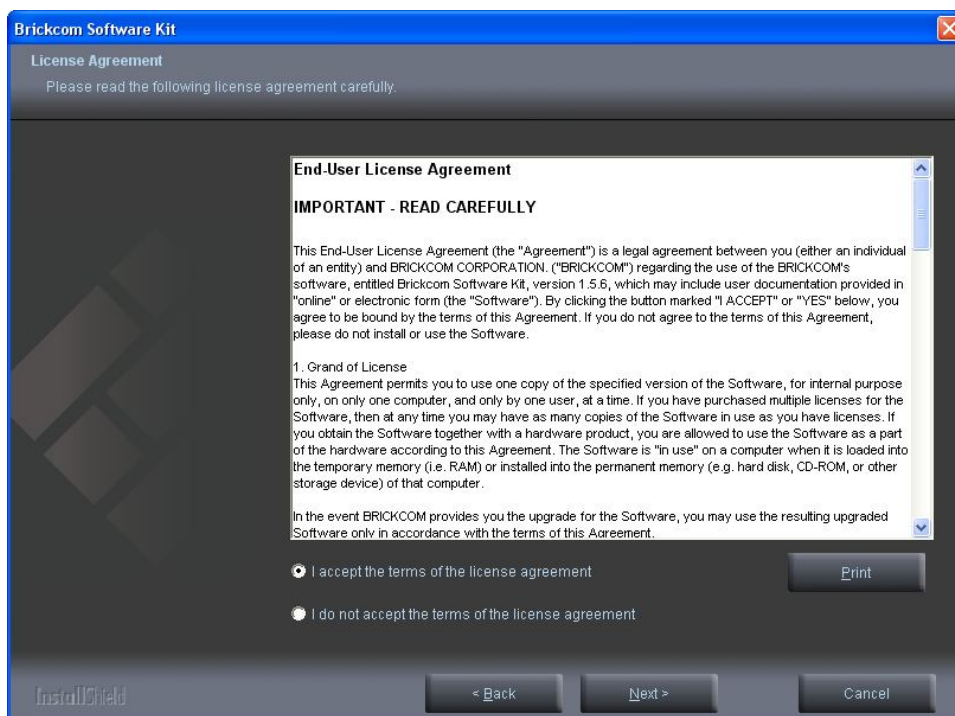 Brickcom Software Kit
License Agreement
Please read the following license agreement carefully.
End-User License Agreement
IMPORTANT - READ CAREFULLY
This End-User License Agreement (the "Agreement") is a legal agreement between you (either an individual
of an entity) and BRICKCOM CORPORATION. ("BRICKCOM") regarding the use of the BRICKCOM's
software, entitled Brickcom Software Kit, version 1.5.6, which may include user documentation provided in
"online" or electronic form (the "Software"). By clicking the button marked "I ACCEPT" or "YES" below, you
agree to be bound by the terms of this Agreement. If you do not agree to the terms of this Agreement,
please do not install or use the Software.
1. Grand of License
This Agreement permits you to use one copy of the specified version of the Software, for internal purpose
only, on only one computer, and only by one user, at a time. If you have purchased multiple licenses for the
Software, then at any time you may have as many copies of the Software in use as you have licenses. If
you obtain the Software together with a hardware product, you are allowed to use the Software as a part
of the hardware according to this Agreement. The Software is "in use" on a computer when it is loaded into
the temporary memory (i.e. RAM) or installed into the permanent memory (e.g. hard disk, CD-ROM, or other
storage device) of that computer.
In the event BRICKCOM provides you the upgrade for the Software, you may use the resulting upgraded
Software only in accordance with the terms of this Agreement.
I accept the terms of the license agreement
Print
I do not accept the terms of the license agreement
InstallShield
< Back
Next >
Cancel